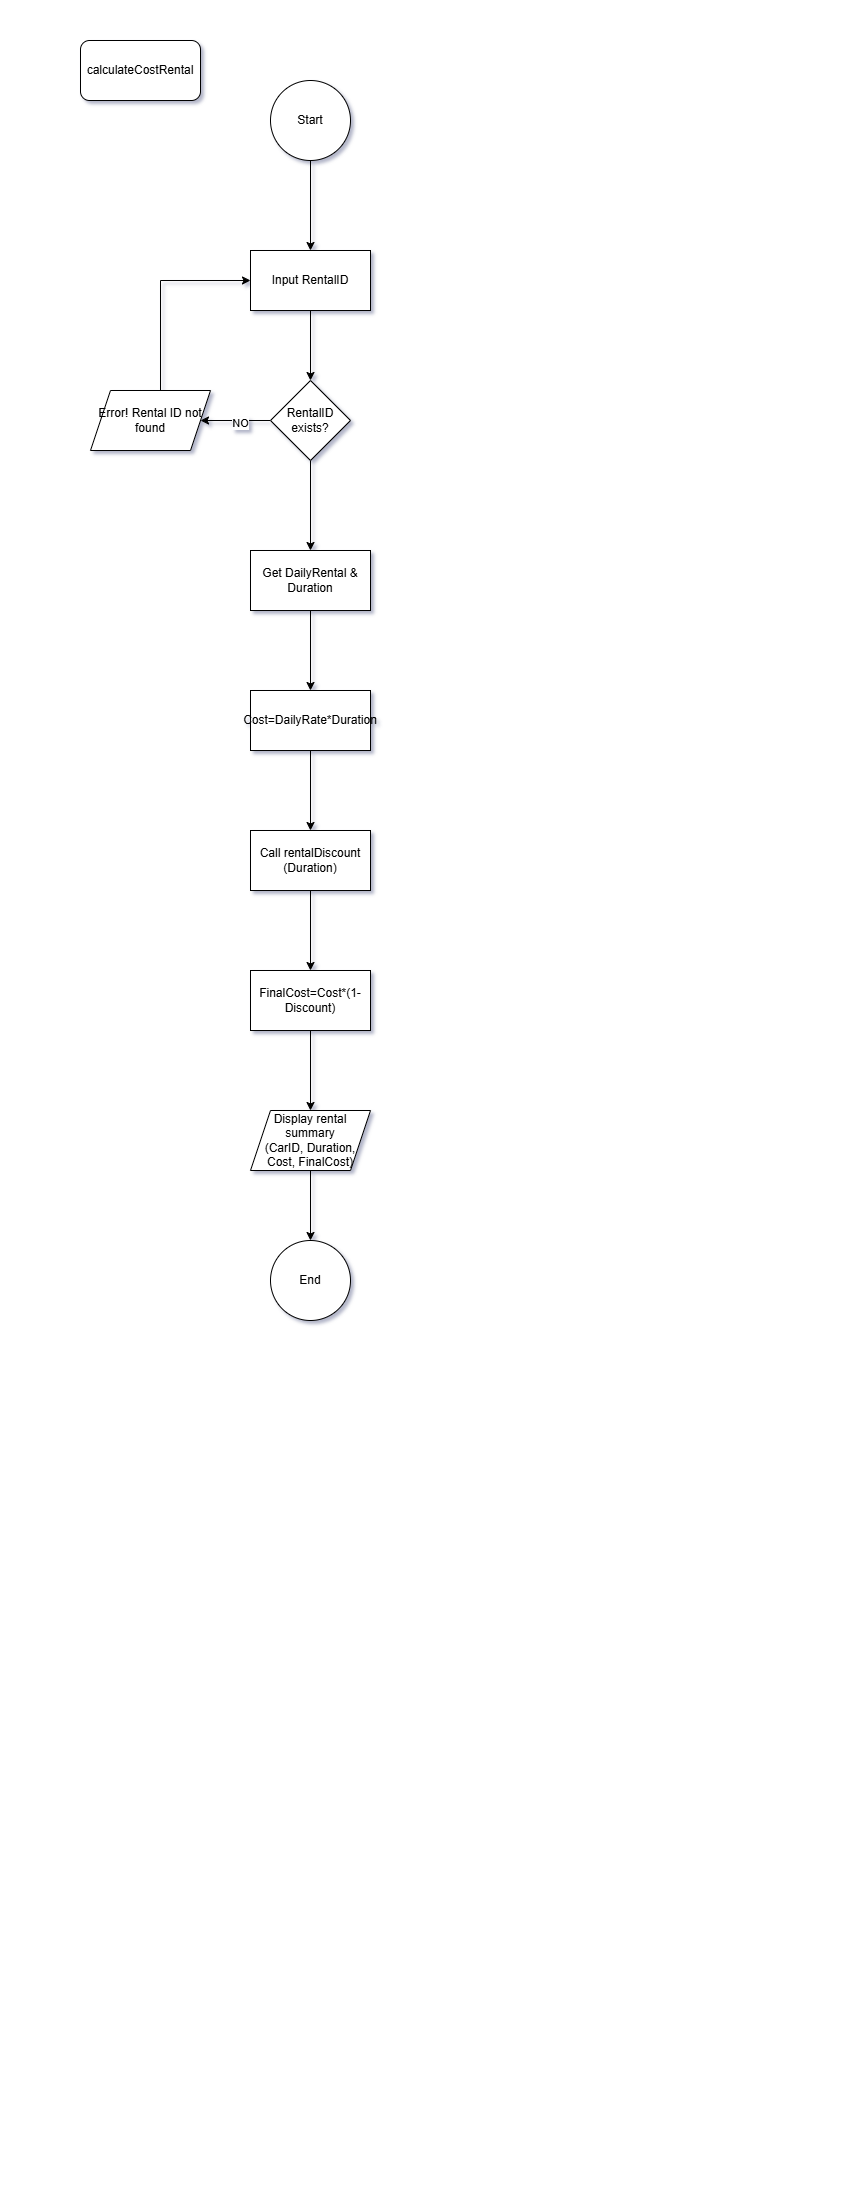 calculateCostRental
Start
Input RentalID
RentalID
exists?
NO
Error! Rental ID not
found
Get DailyRental &
Duration
Cost=DailyRate*Duration
Call rentalDiscount
(Duration)
FinalCost=Cost*(1-
Discount)
Display rental
summary
(CarID, Duration,
Cost, FinalCost)
End